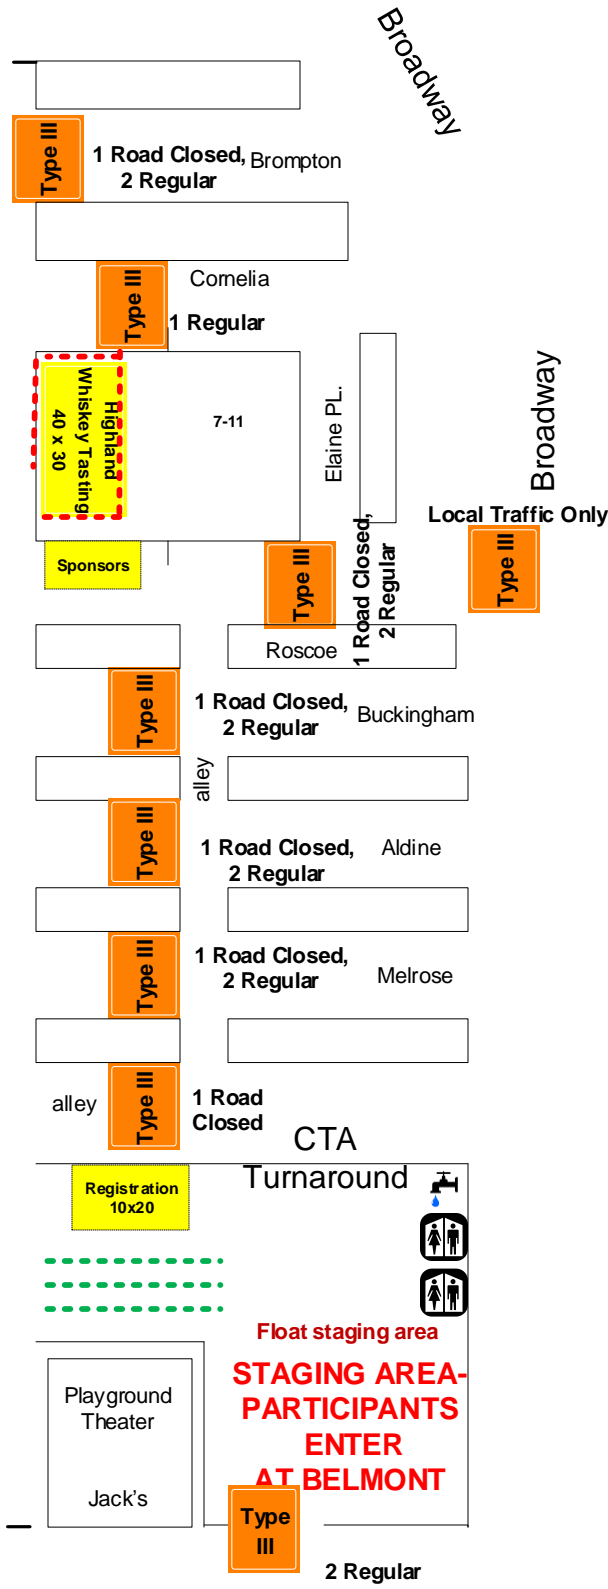 Broadway
Type III
1 Road Closed,
2 Regular
Brompton
Cornelia
Type III
1 Regular
Highland
Whiskey Tasting
40 x 30
7-11
Elaine PL.
Broadway
Local Traffic Only
Type III
Sponsors
Type III
1 Road Closed,
2 Regular
Roscoe
Type III
1 Road Closed,
2 Regular
Buckingham
alley
Type III
1 Road Closed,
2 Regular
Aldine
Type III
1 Road Closed,
2 Regular
Melrose
alley
Type III
1 Road
Closed
CTA
Turnaround
Registration
10x20
Float staging area
STAGING AREA-
PARTICIPANTS
ENTER
AT BELMONT
Playground
Theater
Jack's
Type
III
2 Regular